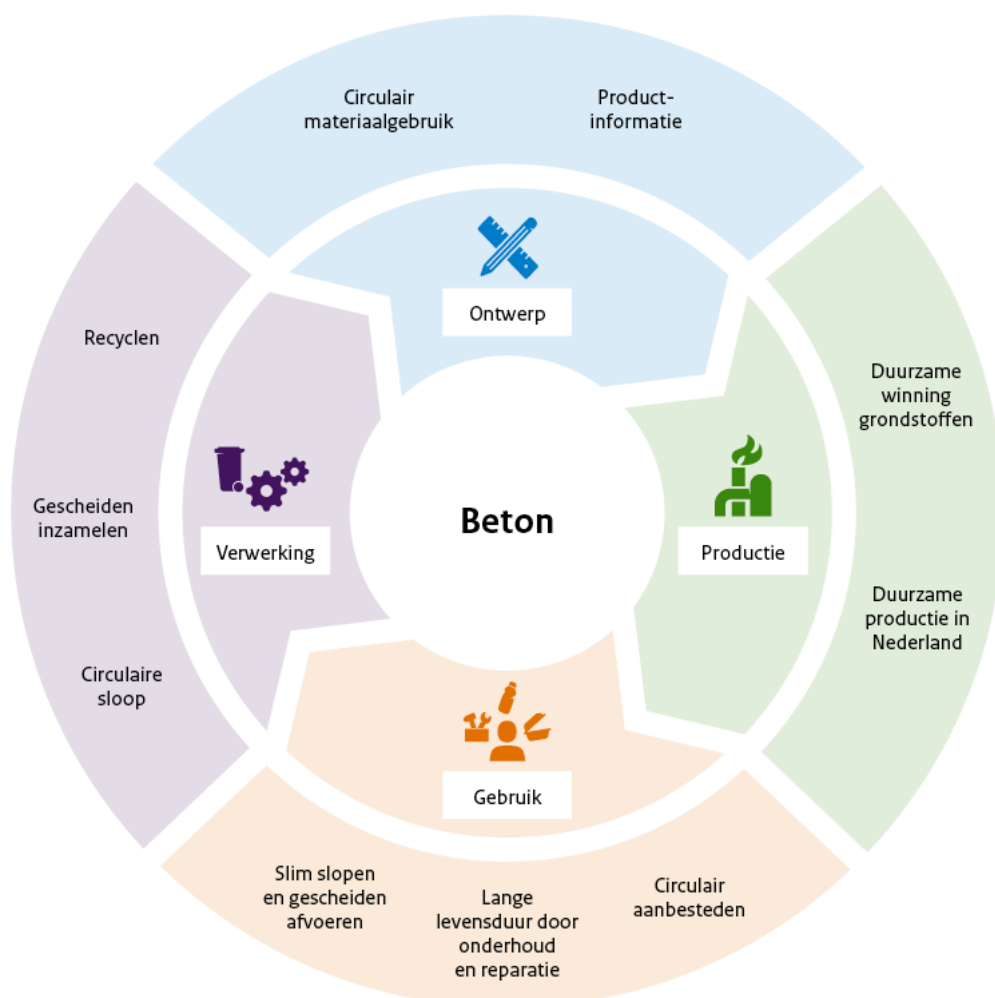 Circulair
materiaalgebruik
Product-
informatie
Ontwerp
Recyclen
Gescheiden
inzamelen
Circulaire
sloop
Verwerking
Beton
Productie
Duurzame
winning
grondstoffen
Duurzame
productie in
Nederland
Gebruik
Slim slopen
en gescheiden
afvoeren
Lange
levensduur door
onderhoud
en reparatie
Circulair
aanbesteden